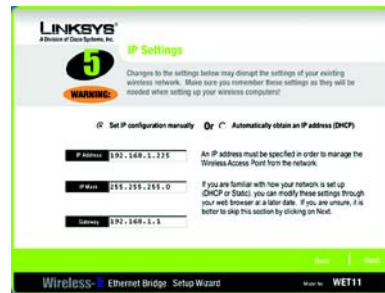 LINKSYS®
A Division of Cisco Systems, Inc.
5
IP Settings
WARNING:
Changes to the settings below may disrupt the settings of your existing
wireless network. Make sure you remember these settings as they will be
needed when setting up your wireless computers!
Set IP configuration manually Or Automatically obtain an IP address (DHCP)
IP Address 192.168.1.225
An IP address must be specified in order to manage the
Wireless Access Point from the network.
IP Mask 255.255.255.0
If you are familiar with how your network is set up
(DHCP or Static), you can modify these settings through
your web browser at a later date. If you are unsure, it is
better to skip this section by clicking on Next.
Gateway 192.168.1.1
Back Next
Wireless- Ethernet Bridge Setup Wizard
Model No. WET11